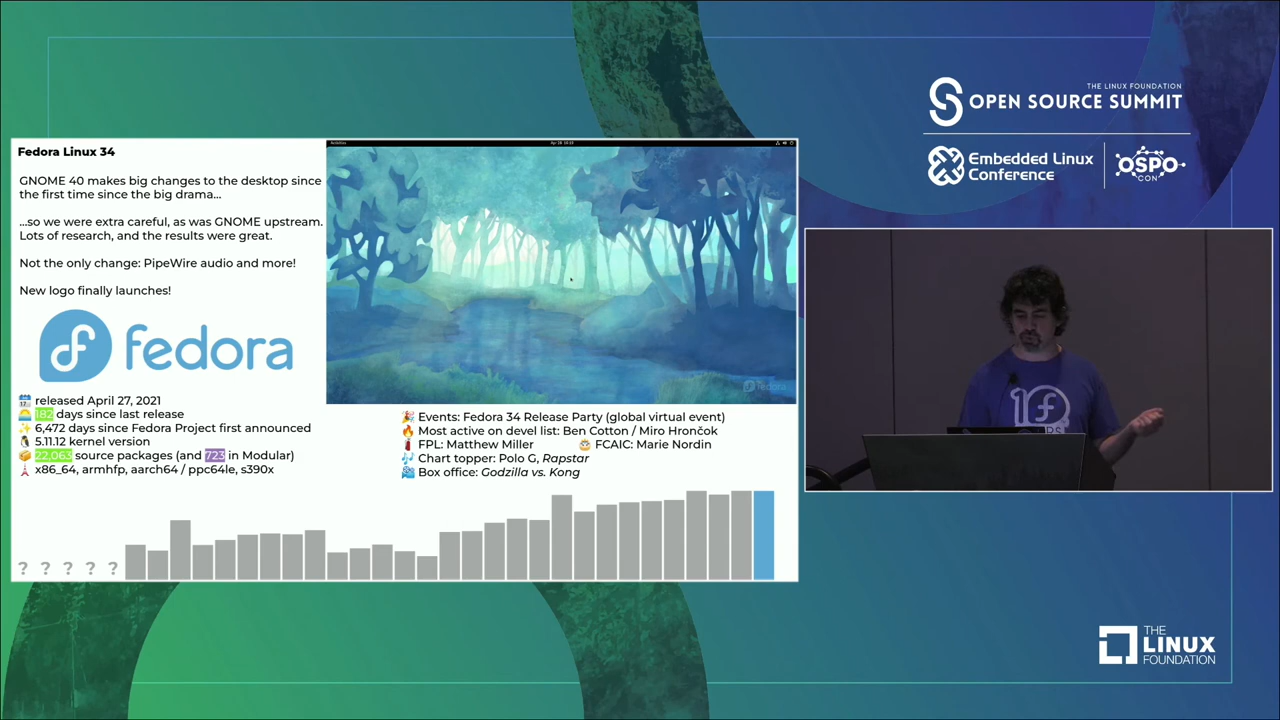 THE LINUX FOUNDATION
OPEN SOURCE SUMMIT
Embedded Linux
Conference
OSPO
CON
Fedora Linux 34
GNOME 40 makes big changes to the desktop since
the first time since the big drama...
...so we were extra careful, as was GNOME upstream.
Lots of research, and the results were great.
Not the only change: PipeWire audio and more!
New logo finally launches!
fedora
released April 27, 2021
182 days since last release
6,472 days since Fedora Project first announced
5.11.12 kernel version
22,063 source packages (and 723 in Modular)
x86_64, armhfp, aarch64 / ppc64le, s390x
fedora
Events: Fedora 34 Release Party (global virtual event)
Most active on devel list: Ben Cotton / Miro Hrončok
FPL: Matthew Miller FCAIC: Marie Nordin
Chart topper: Polo G, Rapstar
Box office: Godzilla vs. Kong
? ? ? ? ?
THE
LINUX
FOUNDATION